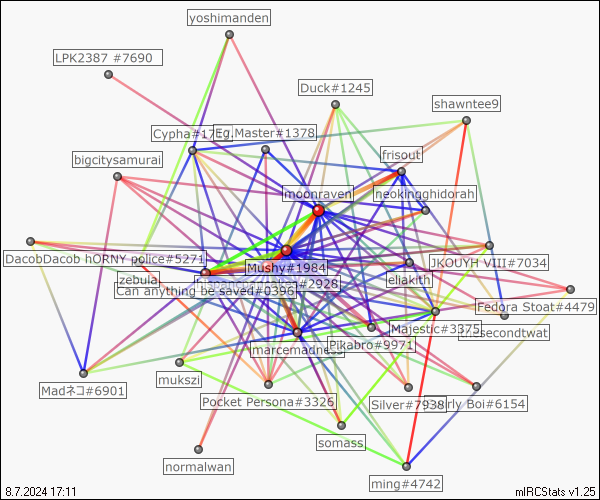 yoshimanden
LPK2387 #7690
Duck#1245
shawntee9
Cypha#17
Eg.Master#1378
frisout
bigcitysamurai
moonraven
neokingghidorah
DacobDacob hORNY police#5271
Mushy#1984
JKOUYH VIII#7034
zebula
#2928
eliakith
Can anything be saved#0396
Fedora Stoat#4479
secondtwat
Majestic#3375
marcemadness
Pikabro#9971
Madネコ#6901
mukszi
Pocket Persona#3326
Silver#7938
rly Boi#6154
somass
normalwan
ming#4742
8.7.2024 17:11
mIRCStats v1.25